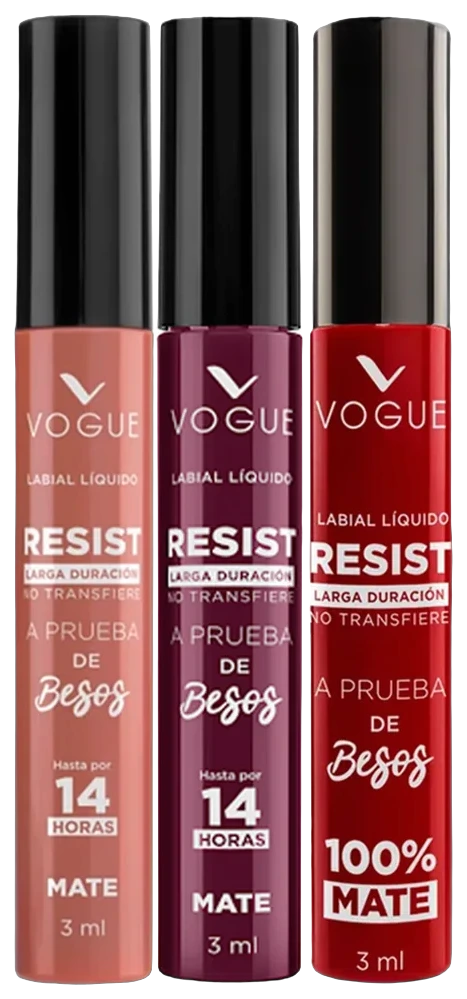 VOGUE
LABIAL LÍQUIDO
RESIST
LARGA DURACIÓN
NO TRANSFIERE
A PRUEBA
DE
Besos
Hasta por
14
HORAS
MATE
3 ml
VOGUE
LABIAL LÍQUIDO
RESIST
LARGA DURACIÓN
NO TRANSFIERE
A PRUEBA
DE
Besos
Hasta por
14
HORAS
MATE
3 ml
VOGUE
LABIAL LÍQUIDO
RESIST
LARGA DURACIÓN
NO TRANSFIERE
A PRUEBA
DE
Besos
100%
MATE
3 ml